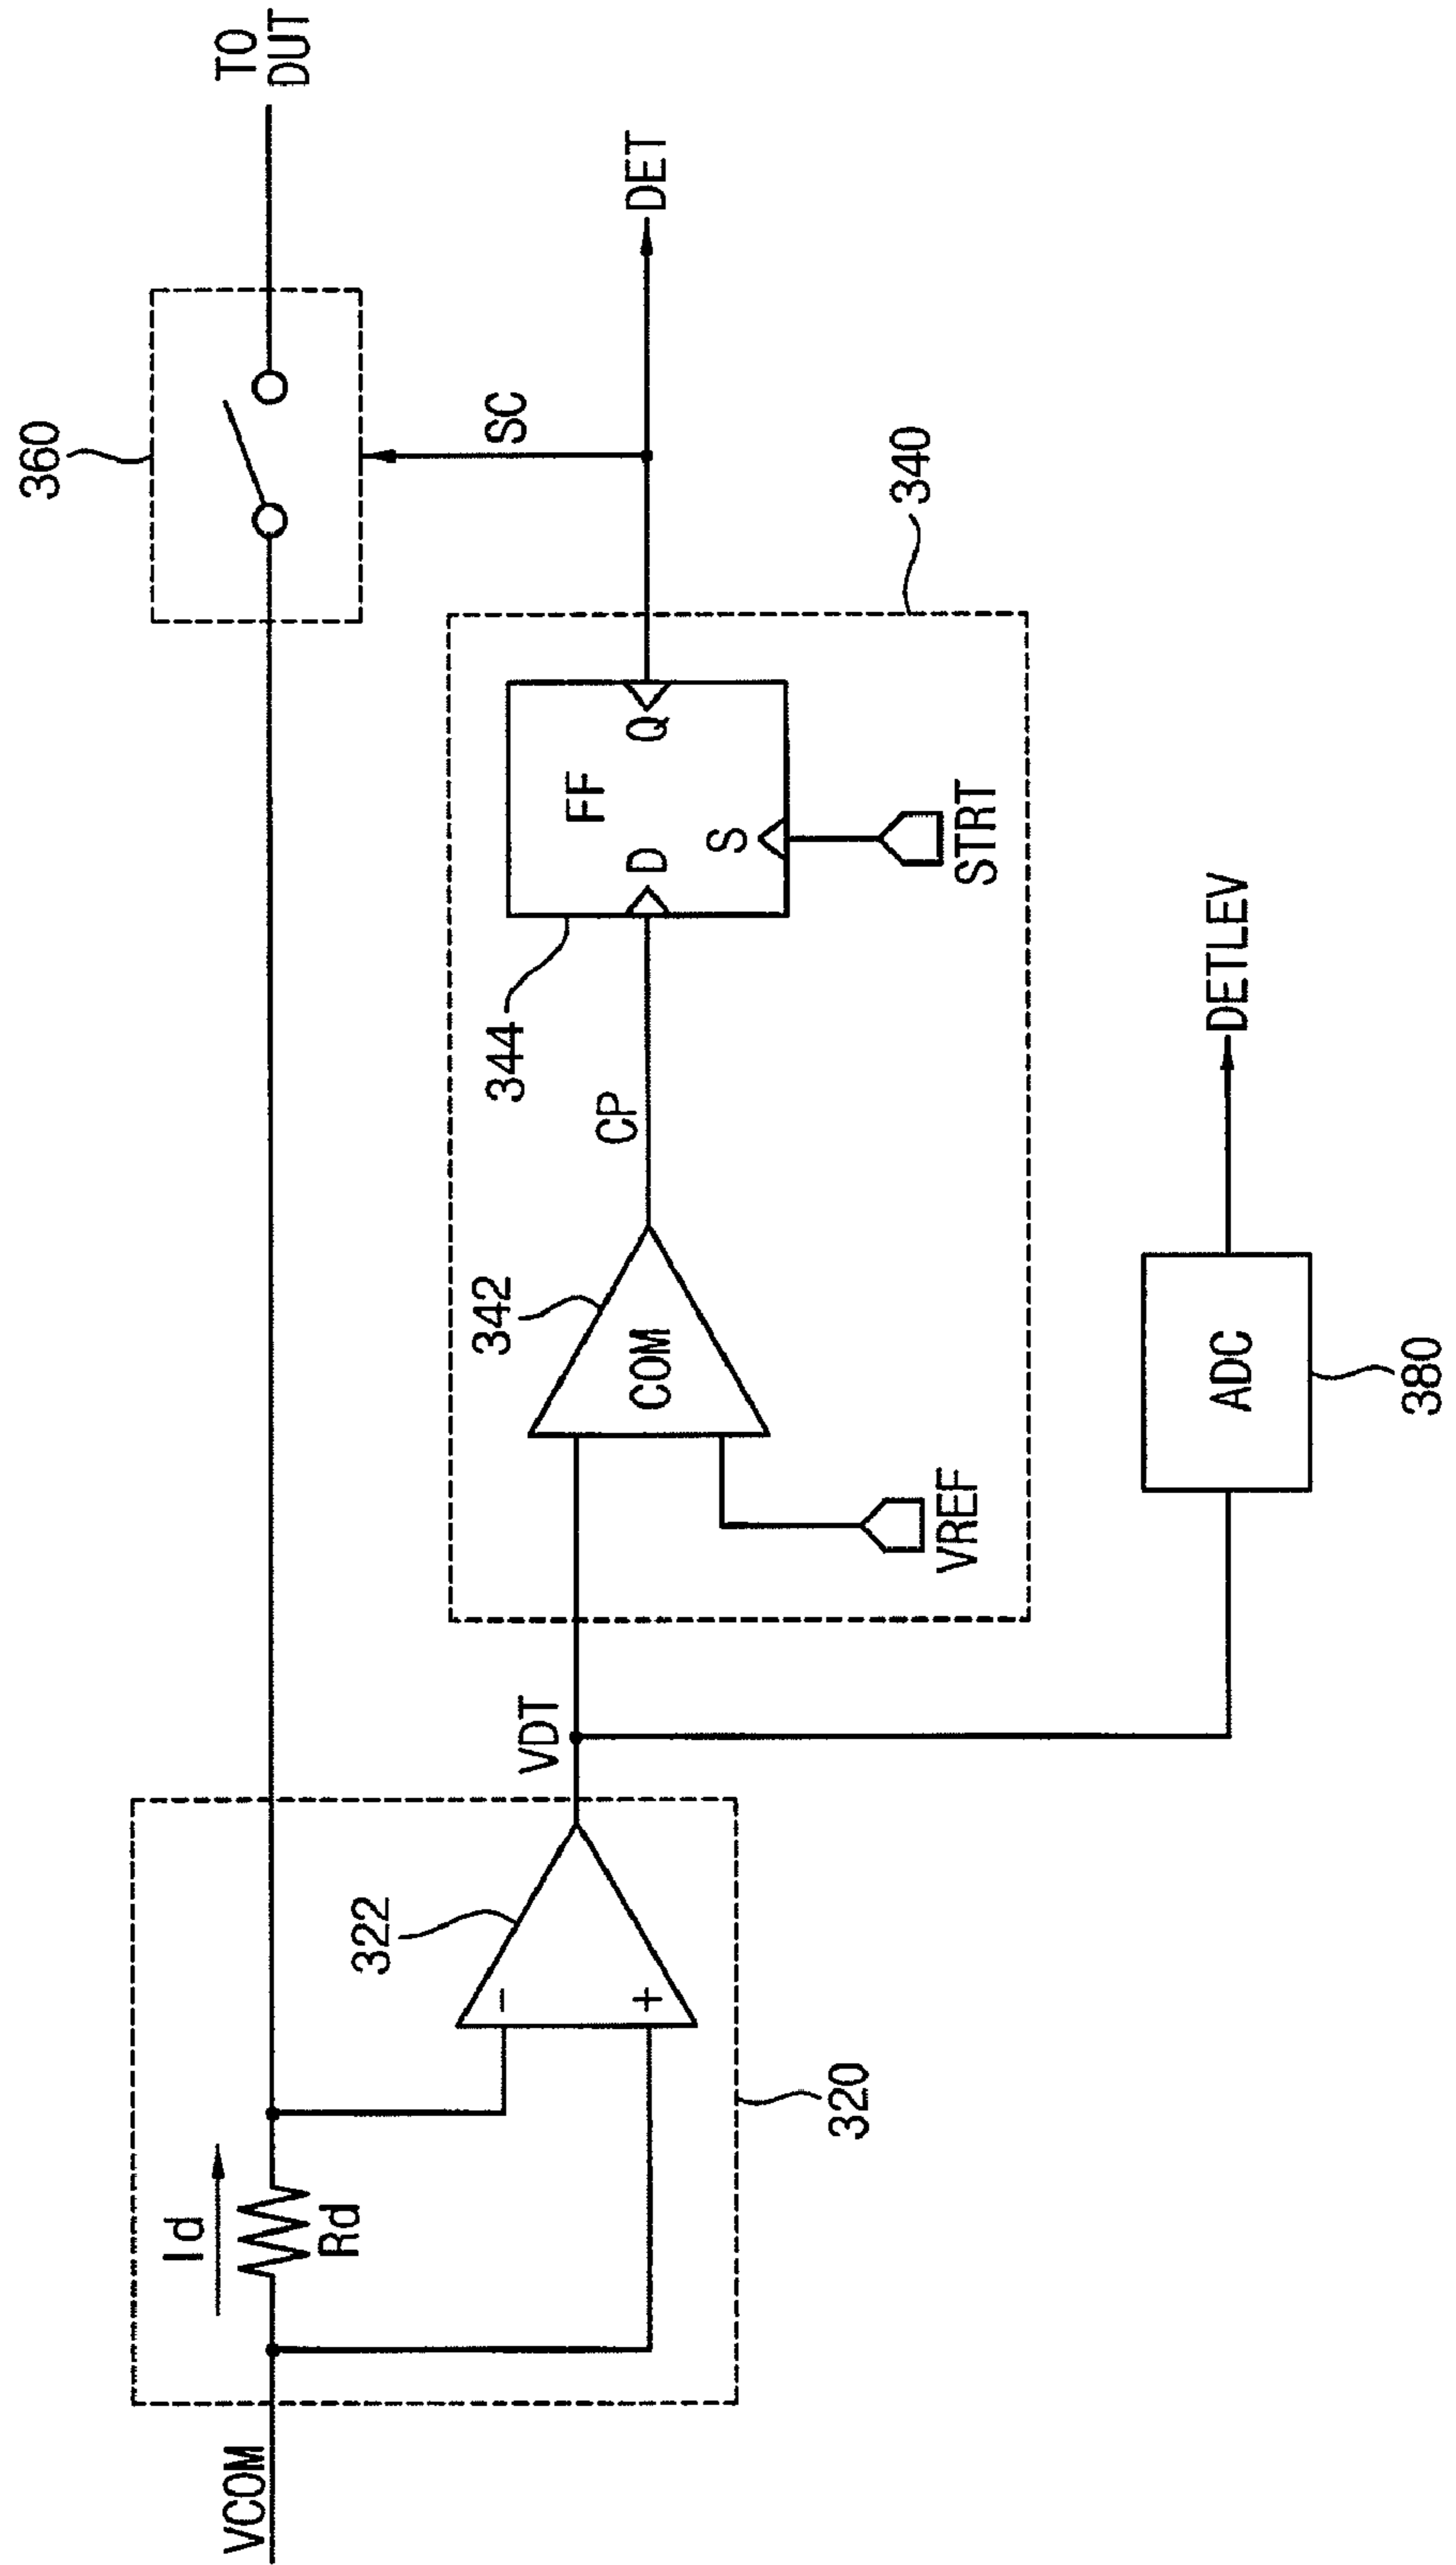 360
TO
DUT
VCOM
Id
Rd
SC
322
-
+
320
VDT
DET
342
COM
CP
344
FF
D
Q
S
VREF
STRT
340
ADC
380
DETLEV